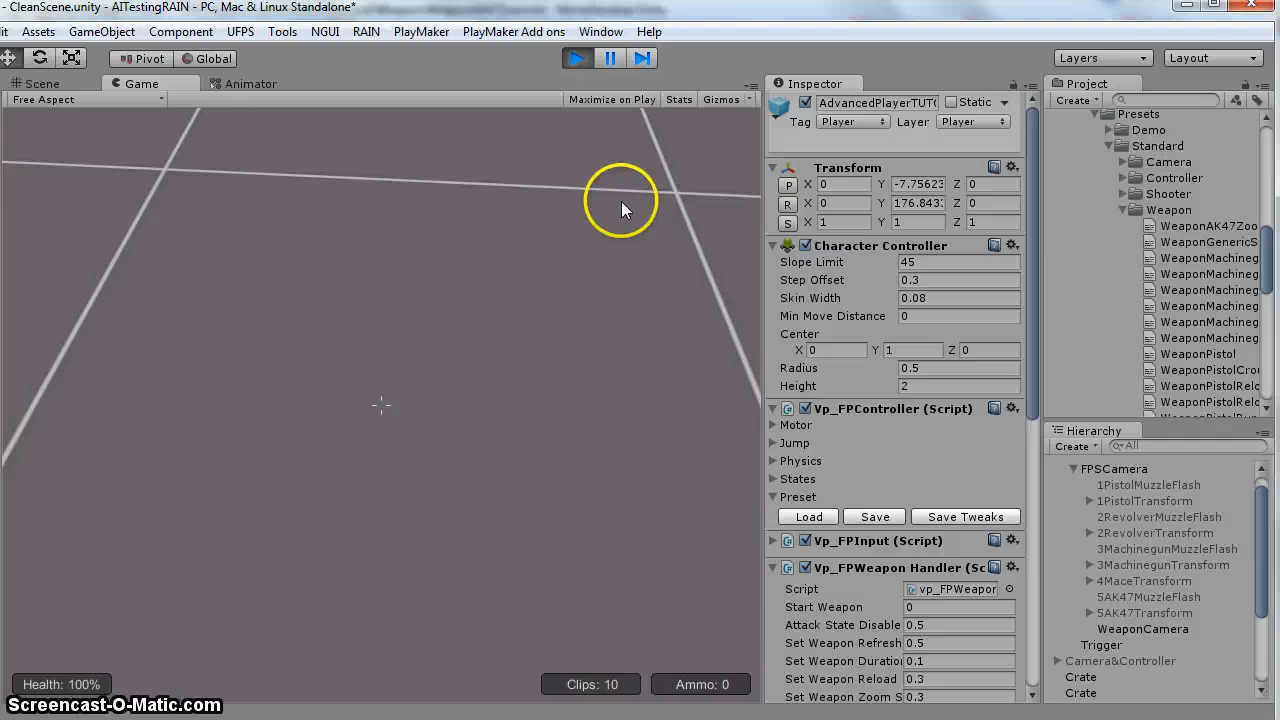 - CleanScene.unity - AITestingRAIN - PC, Mac & Linux Standalone*
it Assets GameObject Component UFPS Tools NGUI RAIN PlayMaker PlayMaker Add ons Window Help
Pivot Global Layers Layout
Scene Game Animator
Free Aspect Maximize on Play Stats Gizmos
Health: 100% Clips: 10 Ammo: 0
Screencast-O-Matic.com
Inspector
AdvancedPlayerTUT Static
Tag Player Layer Player
Transform
P X 0 Y -7.75623 Z 0
R X 0 Y 176.843 Z 0
S X 1 Y 1 Z 1
Character Controller
Slope Limit 45
Step Offset 0.3
Skin Width 0.08
Min Move Distance 0
Center
X 0 Y 1 Z 0
Radius 0.5
Height 2
Vp_FPController (Script)
Motor
Jump
Physics
States
Preset
Load Save Save Tweaks
Vp_FPInput (Script)
Vp_FPWeapon Handler (Sc
Script vp_FPWeapor
Start Weapon 0
Attack State Disable 0.5
Set Weapon Refresh 0.5
Set Weapon Duratio 0.1
Set Weapon Reload 0.3
Set Weapon Zoom S 0.3
Project
Create
Presets
Demo
Standard
Camera
Controller
Shooter
Weapon
WeaponAK47Zoo
WeaponGenericS
WeaponMachineg
WeaponMachineg
WeaponMachineg
WeaponMachineg
WeaponMachineg
WeaponMachineg
WeaponPistol
WeaponPistolCro
WeaponPistolRelo
WeaponPistolRelo
Hierarchy
Create All
FPSCamera
1PistolMuzzleFlash
1PistolTransform
2RevolverMuzzleFlash
2RevolverTransform
3MachinegunMuzzleFlash
3MachinegunTransform
4MaceTransform
5AK47MuzzleFlash
5AK47Transform
WeaponCamera
Trigger
Camera&Controller
Crate
Crate